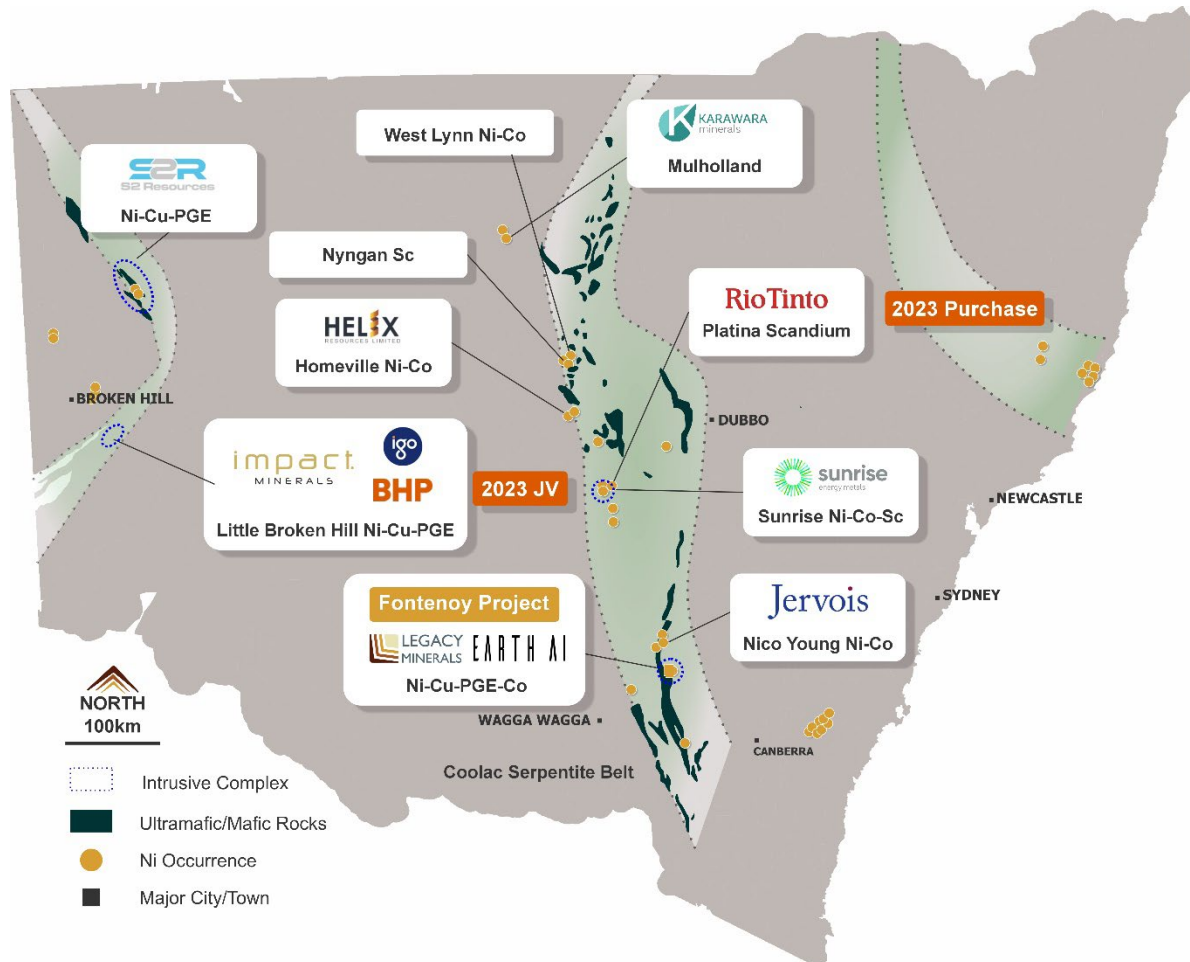 KARAWARA
minerals
Mulholland
West Lynn Ni-Co
S2R
S2 Resources
Ni-Cu-PGE
Nyngan Sc
RioTinto
Platina Scandium
2023 Purchase
HELIX
RESOURCES LIMITED
Homeville Ni-Co
BROKEN HILL
DUBBO
impact
MINERALS
igo
BHP
2023 JV
Little Broken Hill Ni-Cu-PGE
sunrise
energy metals
Sunrise Ni-Co-Sc
NEWCASTLE
SYDNEY
Fontenoy Project
LEGACY
MINERALS
EARTH AI
Ni-Cu-PGE-Co
Jervois
Nico Young Ni-Co
NORTH
100km
WAGGA WAGGA
CANBERRA
Coolac Serpentite Belt
Intrusive Complex
Ultramafic/Mafic Rocks
Ni Occurrence
Major City/Town